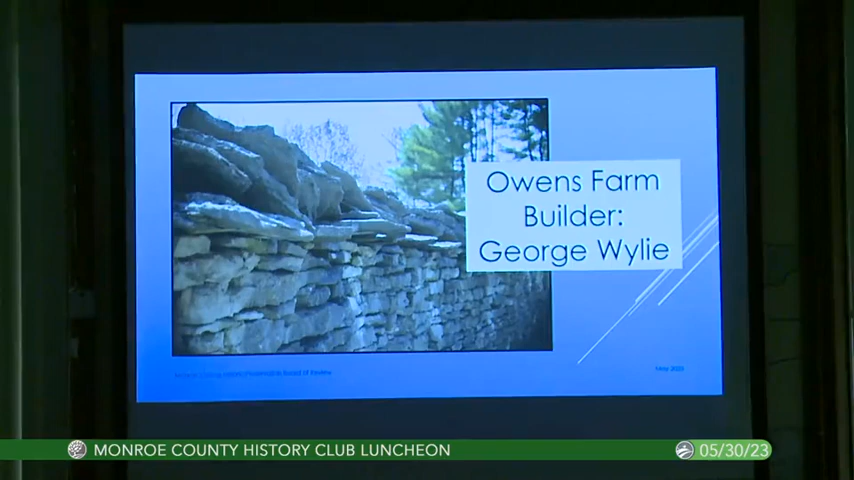 Owens Farm
Builder:
George Wylie
May 2023
MONROE COUNTY HISTORY CLUB LUNCHEON
05/30/23